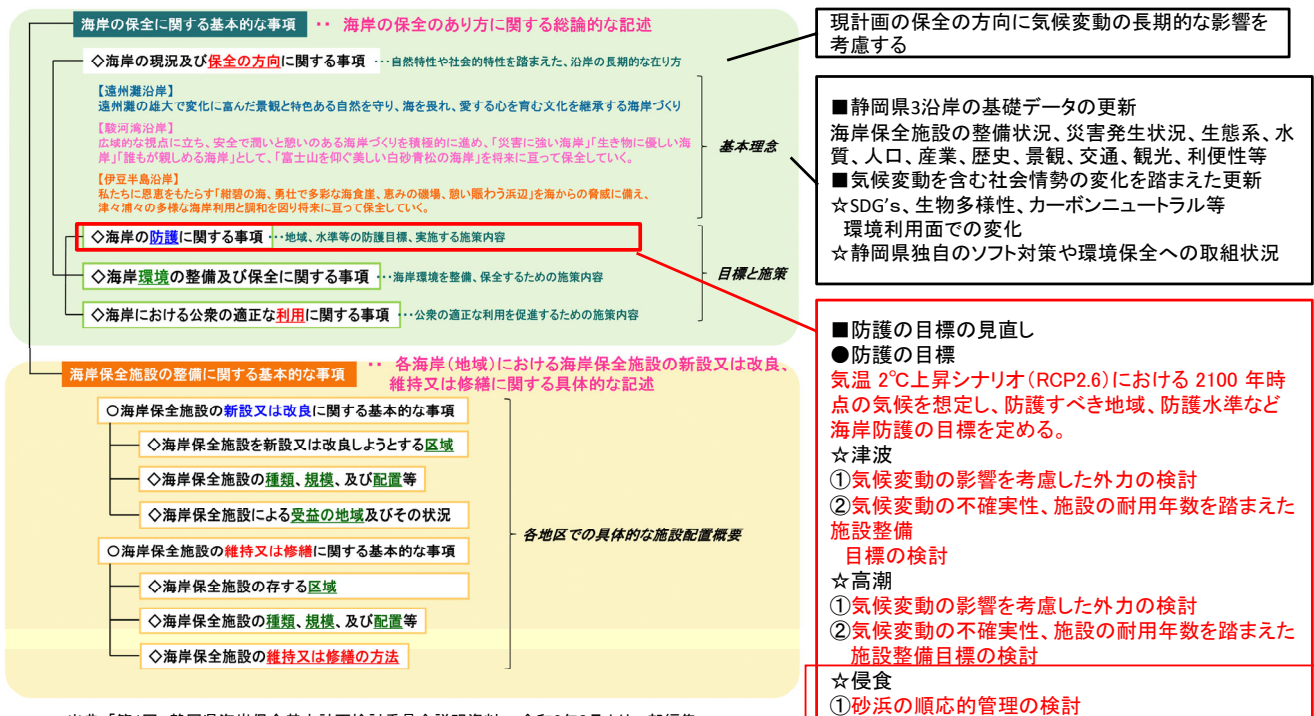 海岸の保全に関する基本的な事項 ‥ 海岸の保全のあり方に関する総論的な記述
◇海岸の現況及び保全の方向に関する事項 …自然特性や社会的特性を踏まえた、沿岸の長期的な在り方
【遠州灘沿岸】
遠州灘の雄大で変化に富んだ景観と特色ある自然を守り、海を畏れ、愛する心を育む文化を継承する海岸づくり
【駿河湾沿岸】
広域的な視点に立ち、安全で潤いと憩いのある海岸づくりを積極的に進め、「災害に強い海岸」「生き物に優しい海
岸」「誰もが親しめる海岸」として、「富士山を仰ぐ美しい白砂青松の海岸」を将来に亘って保全していく。
【伊豆半島沿岸】
私たちに恩恵をもたらす「紺碧の海、勇壮で多彩な海食崖、恵みの磯場、憩い賑わう浜辺」を海からの脅威に備え、
津々浦々の多様な海岸利用と調和を図り将来に亘って保全していく。
基本理念
◇海岸の防護に関する事項 …地域、水準等の防護目標、実施する施策内容
◇海岸環境の整備及び保全に関する事項 …海岸環境を整備、保全するための施策内容
◇海岸における公衆の適正な利用に関する事項 …公衆の適正な利用を促進するための施策内容
目標と施策
海岸保全施設の整備に関する基本的な事項 ‥ 各海岸(地域)における海岸保全施設の新設又は改良、
維持又は修繕に関する具体的な記述
〇海岸保全施設の新設又は改良に関する基本的な事項
◇海岸保全施設を新設又は改良しようとする区域
◇海岸保全施設の種類、規模、及び配置等
◇海岸保全施設による受益の地域及びその状況
〇海岸保全施設の維持又は修繕に関する基本的な事項
◇海岸保全施設の存する区域
◇海岸保全施設の種類、規模、及び配置等
◇海岸保全施設の維持又は修繕の方法
各地区での具体的な施設配置概要
現計画の保全の方向に気候変動の長期的な影響を
考慮する
■静岡県3沿岸の基礎データの更新
海岸保全施設の整備状況、災害発生状況、生態系、水
質、人口、産業、歴史、景観、交通、観光、利便性等
■気候変動を含む社会情勢の変化を踏まえた更新
☆SDG's、生物多様性、カーボンニュートラル等
環境利用面での変化
☆静岡県独自のソフト対策や環境保全への取組状況
■防護の目標の見直し
●防護の目標
気温 2℃上昇シナリオ(RCP2.6)における 2100 年時
点の気候を想定し、防護すべき地域、防護水準など
海岸防護の目標を定める。
☆津波
①気候変動の影響を考慮した外力の検討
②気候変動の不確実性、施設の耐用年数を踏まえた
施設整備
目標の検討
☆高潮
①気候変動の影響を考慮した外力の検討
②気候変動の不確実性、施設の耐用年数を踏まえた
施設整備目標の検討
☆侵食
①砂浜の順応的管理の検討